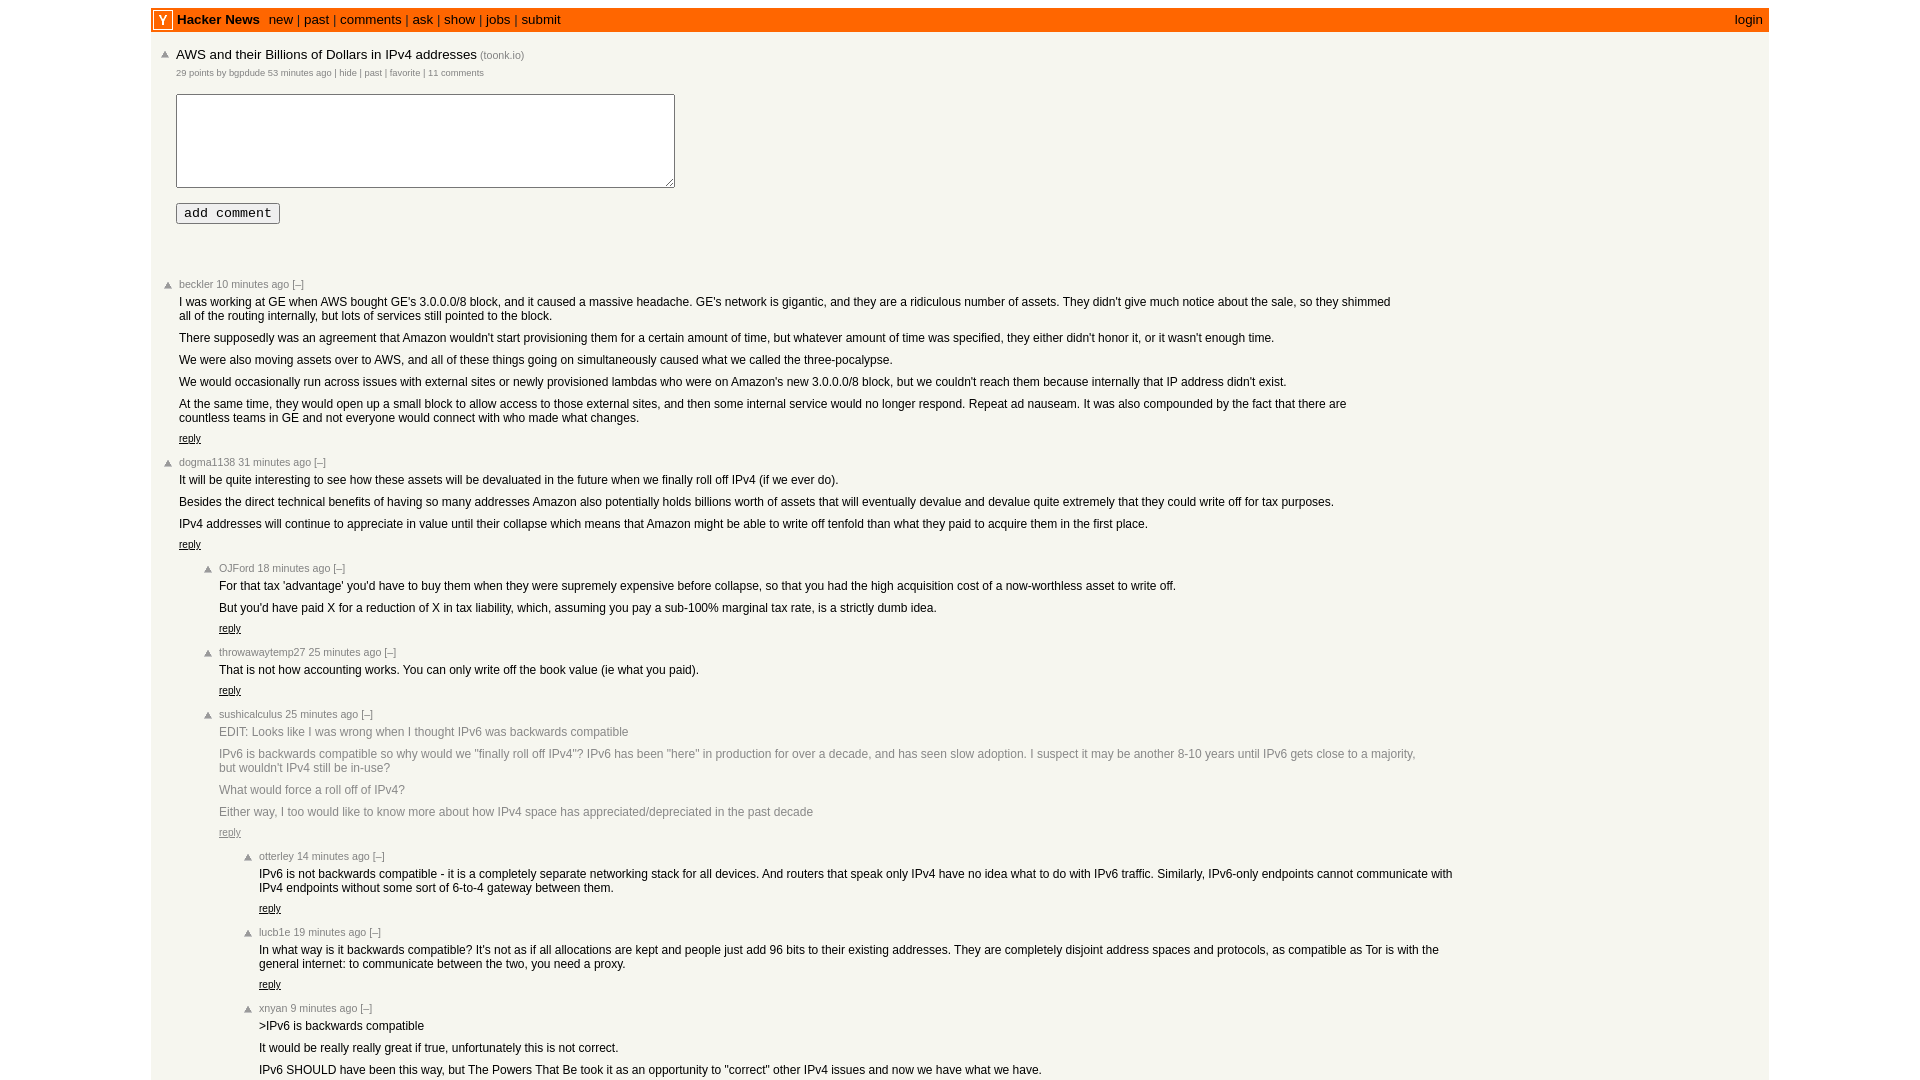 Y Hacker News new | past | comments | ask | show | jobs | submit login
AWS and their Billions of Dollars in IPv4 addresses (toonk.io)
29 points by bgpdude 53 minutes ago | hide | past | favorite | 11 comments
add comment
beckler 10 minutes ago [–]
I was working at GE when AWS bought GE's 3.0.0.0/8 block, and it caused a massive headache. GE's network is gigantic, and they are a ridiculous number of assets. They didn't give much notice about the sale, so they shimmed
all of the routing internally, but lots of services still pointed to the block.
There supposedly was an agreement that Amazon wouldn't start provisioning them for a certain amount of time, but whatever amount of time was specified, they either didn't honor it, or it wasn't enough time.
We were also moving assets over to AWS, and all of these things going on simultaneously caused what we called the three-pocalypse.
We would occasionally run across issues with external sites or newly provisioned lambdas who were on Amazon's new 3.0.0.0/8 block, but we couldn't reach them because internally that IP address didn't exist.
At the same time, they would open up a small block to allow access to those external sites, and then some internal service would no longer respond. Repeat ad nauseam. It was also compounded by the fact that there are
countless teams in GE and not everyone would connect with who made what changes.
reply
dogma1138 31 minutes ago [–]
It will be quite interesting to see how these assets will be devaluated in the future when we finally roll off IPv4 (if we ever do).
Besides the direct technical benefits of having so many addresses Amazon also potentially holds billions worth of assets that will eventually devalue and devalue quite extremely that they could write off for tax purposes.
IPv4 addresses will continue to appreciate in value until their collapse which means that Amazon might be able to write off tenfold than what they paid to acquire them in the first place.
reply
OJFord 18 minutes ago [–]
For that tax 'advantage' you'd have to buy them when they were supremely expensive before collapse, so that you had the high acquisition cost of a now-worthless asset to write off.
But you'd have paid X for a reduction of X in tax liability, which, assuming you pay a sub-100% marginal tax rate, is a strictly dumb idea.
reply
throwawaytemp27 25 minutes ago [–]
That is not how accounting works. You can only write off the book value (ie what you paid).
reply
sushicalculus 25 minutes ago [–]
EDIT: Looks like I was wrong when I thought IPv6 was backwards compatible
IPv6 is backwards compatible so why would we "finally roll off IPv4"? IPv6 has been "here" in production for over a decade, and has seen slow adoption. I suspect it may be another 8-10 years until IPv6 gets close to a majority,
but wouldn't IPv4 still be in-use?
What would force a roll off of IPv4?
Either way, I too would like to know more about how IPv4 space has appreciated/depreciated in the past decade
reply
otterley 14 minutes ago [–]
IPv6 is not backwards compatible - it is a completely separate networking stack for all devices. And routers that speak only IPv4 have no idea what to do with IPv6 traffic. Similarly, IPv6-only endpoints cannot communicate with
IPv4 endpoints without some sort of 6-to-4 gateway between them.
reply
lucb1e 19 minutes ago [–]
In what way is it backwards compatible? It's not as if all allocations are kept and people just add 96 bits to their existing addresses. They are completely disjoint address spaces and protocols, as compatible as Tor is with the
general internet: to communicate between the two, you need a proxy.
reply
xnyan 9 minutes ago [–]
>IPv6 is backwards compatible
It would be really really great if true, unfortunately this is not correct.
IPv6 SHOULD have been this way, but The Powers That Be took it as an opportunity to "correct" other IPv4 issues and now we have what we have.